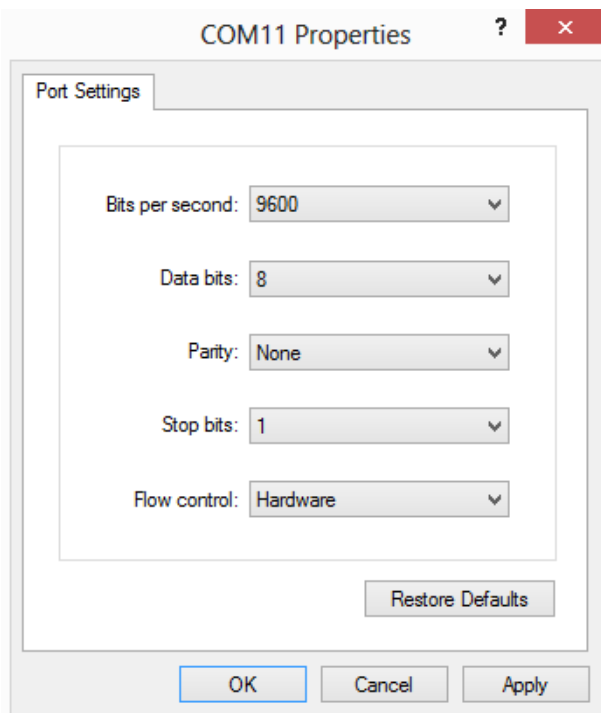 COM11 Properties ?
Port Settings
Bits per second: 9600
Data bits: 8
Parity: None
Stop bits: 1
Flow control: Hardware
Restore Defaults
OK Cancel Apply